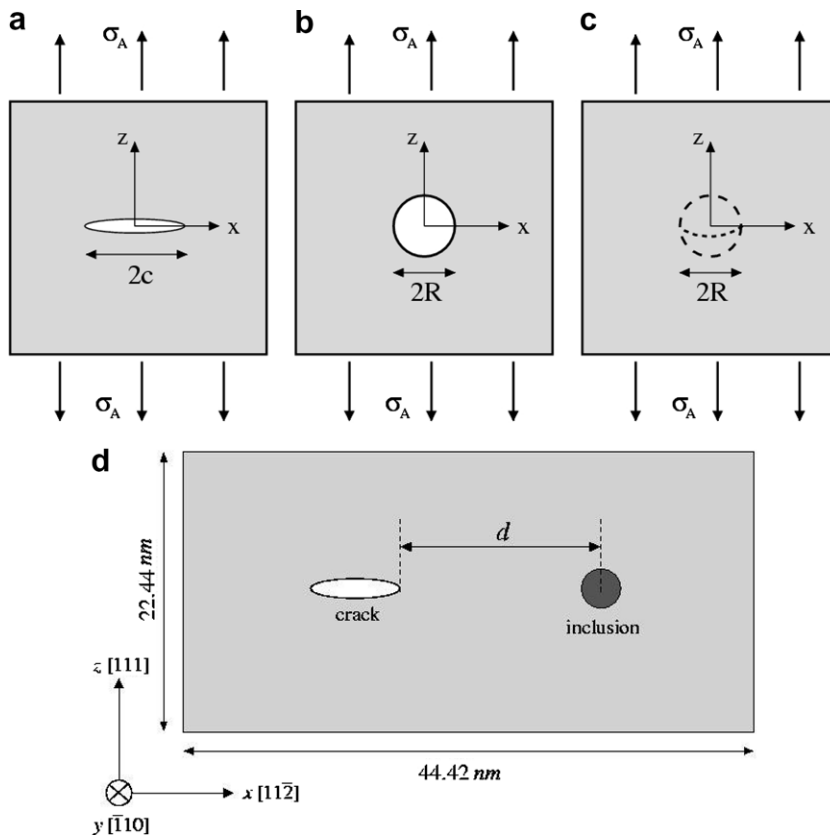 a
σA
z
x
2c
σA
b
σA
z
x
2R
σA
c
σA
z
x
2R
σA
d
22.44 nm
d
crack
inclusion
44.42 nm
z [111]
x [112̄]
y [1̄10]